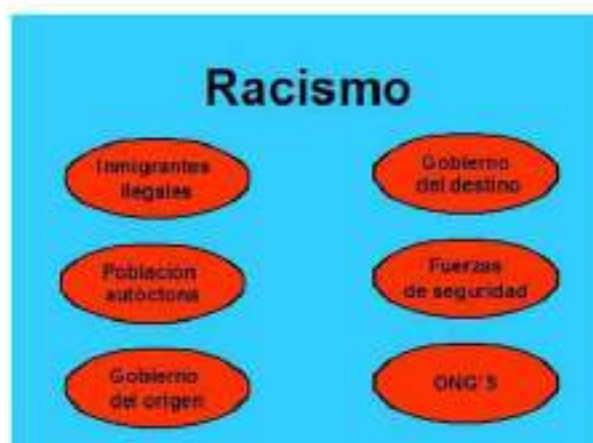 Racismo
Inmigrantes
ilegales
Población
autóctona
Gobierno
del origen
Gobierno
del destino
Fuerzas
de seguridad
ONG'S